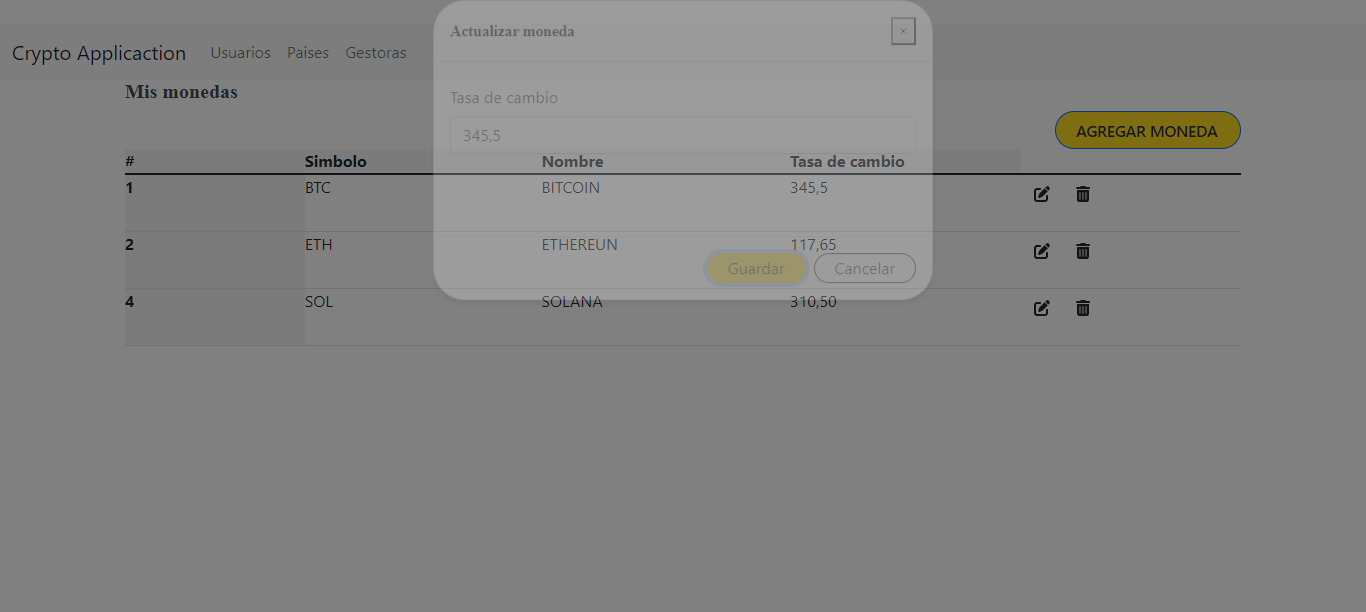 Actualizar moneda ×
Crypto Applicaction Usuarios Paises Gestoras
Mis monedas
Tasa de cambio
AGREGAR MONEDA
345,5
# Simbolo Nombre Tasa de cambio
1 BTC BITCOIN 345,5
2 ETH ETHEREUN 117,65
Guardar Cancelar
4 SOL SOLANA 310,50